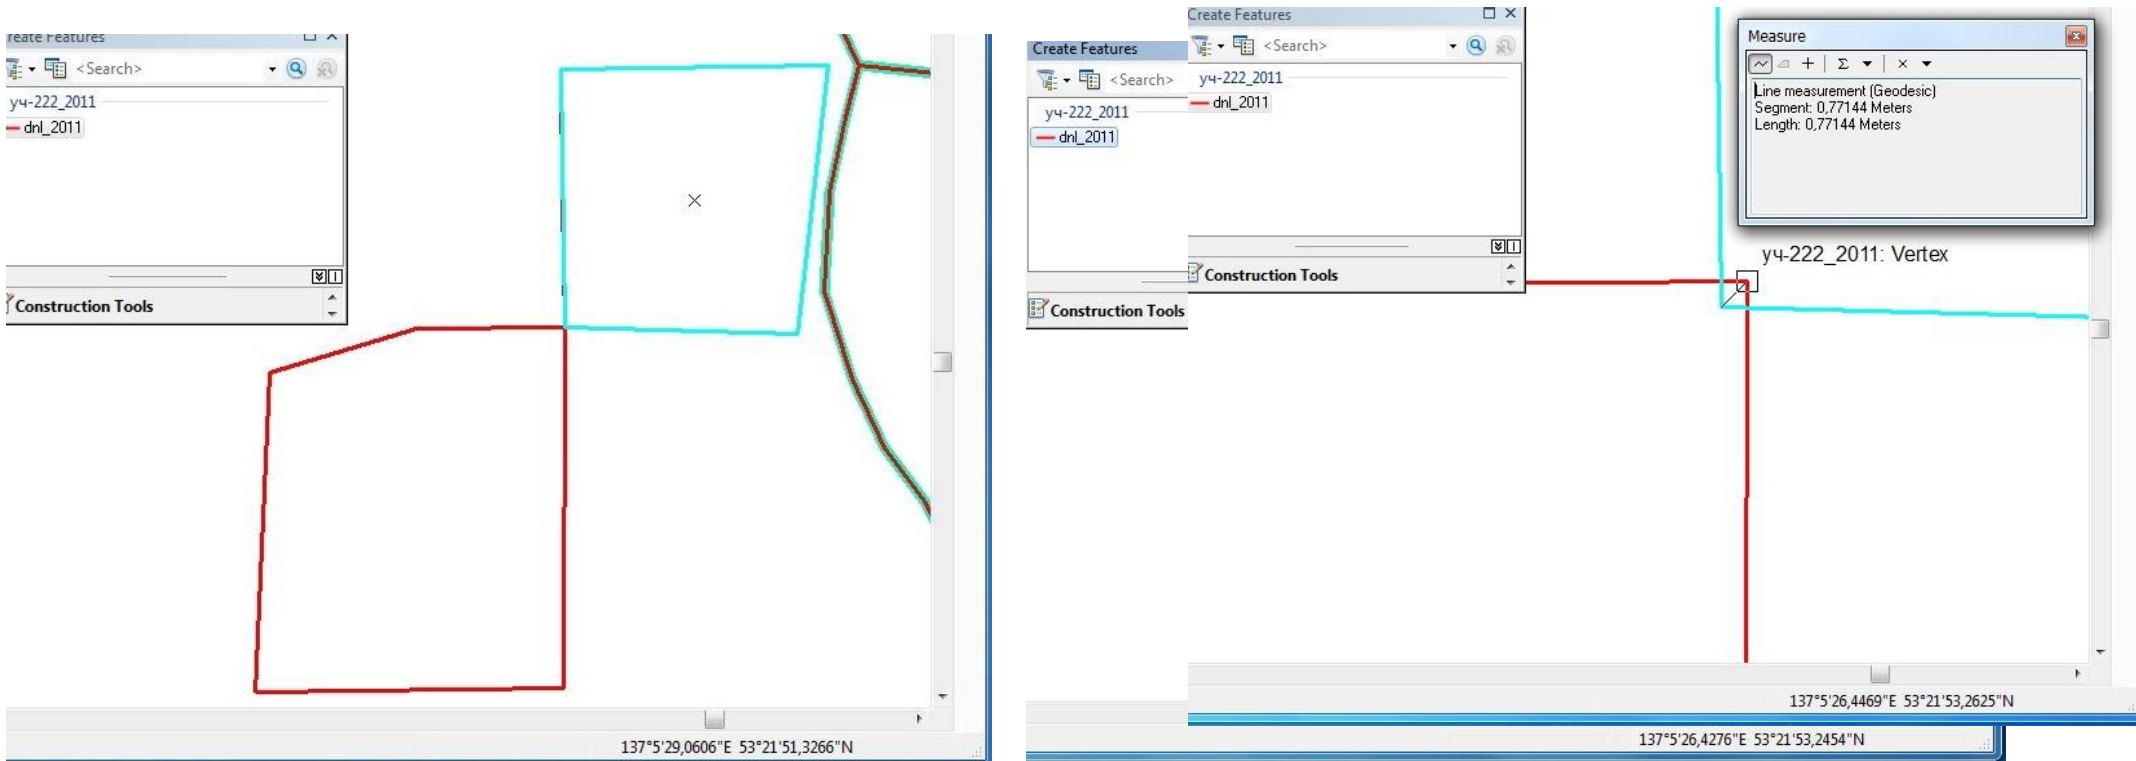 reate Features
<Search>
уч-222_2011
dnl_2011
Construction Tools
137°5'29,0606"E 53°21'51,3266"N
Create Features
<Search>
уч-222_2011
dnl_2011
Construction Tools
Create Features
<Search>
уч-222_2011
dnl_2011
Construction Tools
Measure
Line measurement (Geodesic)
Segment: 0,77144 Meters
Length: 0,77144 Meters
уч-222_2011: Vertex
137°5'26,4469"E 53°21'53,2625"N
137°5'26,4276"E 53°21'53,2454"N